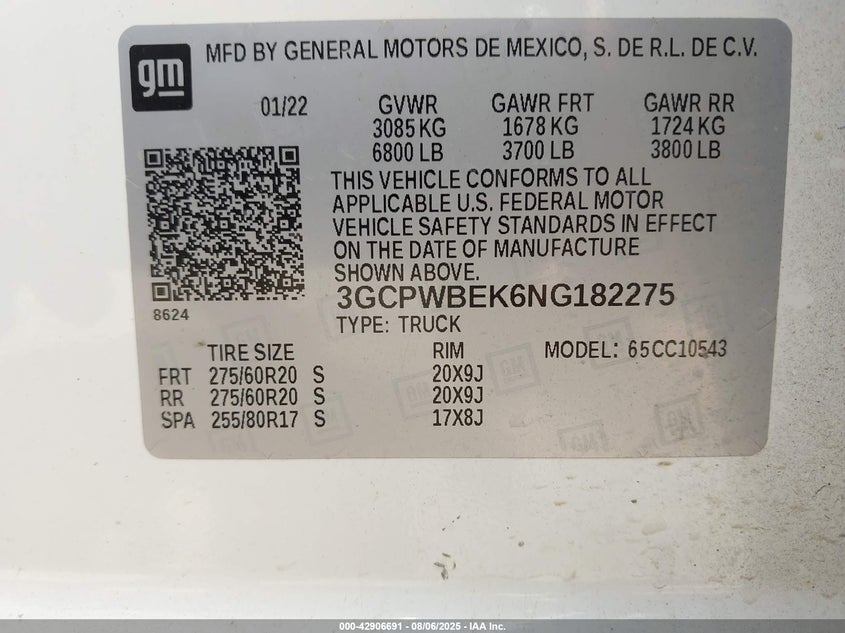 gm
MFD BY GENERAL MOTORS DE MEXICO, S. DE R.L. DE C.V.
01/22 GVWR GAWR FRT GAWR RR
3085 KG 1678 KG 1724 KG
6800 LB 3700 LB 3800 LB
THIS VEHICLE CONFORMS TO ALL
APPLICABLE U.S. FEDERAL MOTOR
VEHICLE SAFETY STANDARDS IN EFFECT
ON THE DATE OF MANUFACTURE
SHOWN ABOVE.
3GCPWBEK6NG182275
8624
TYPE: TRUCK
TIRE SIZE RIM MODEL: 65CC10543
FRT 275/60R20 S 20X9J
RR 275/60R20 S 20X9J
SPA 255/80R17 S 17X8J
000-42906691 - 08/06/2025 - IAA Inc.